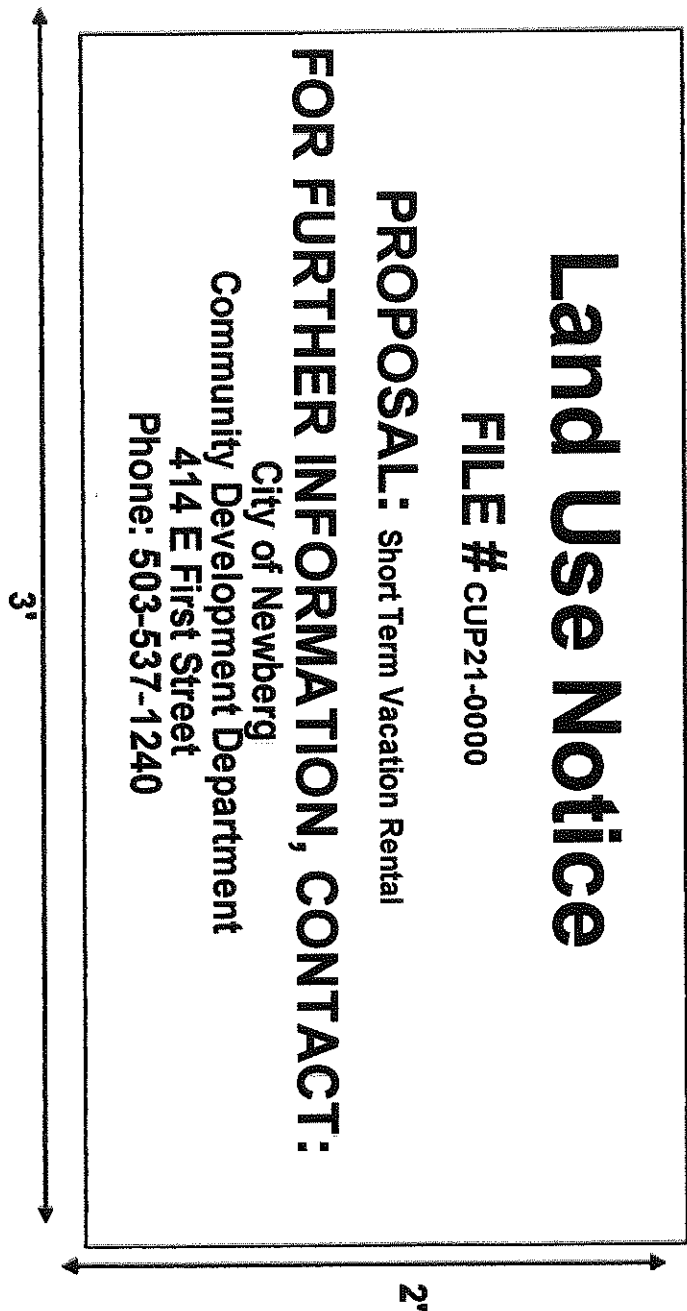 Land Use Notice
FILE # CUP21-0000
PROPOSAL: Short Term Vacation Rental
FOR FURTHER INFORMATION, CONTACT:
City of Newberg
Community Development Department
414 E First Street
Phone: 503-537-1240
3'
2'